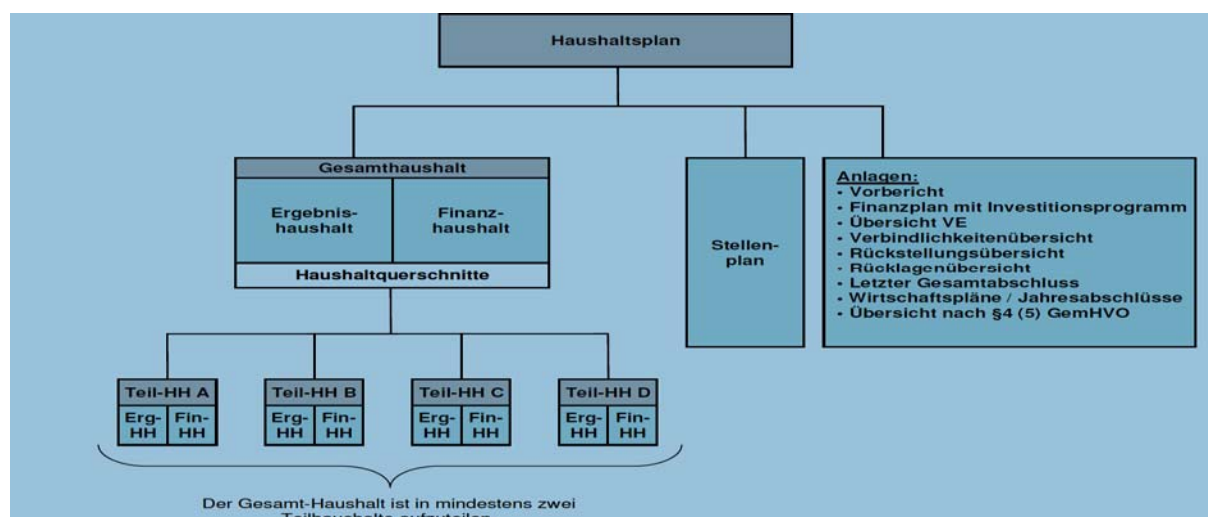 Haushaltsplan
Gesamthaushalt
Ergebnis-
haushalt
Finanz-
haushalt
Haushaltquerschnitte
Stellen-
plan
Anlagen:
• Vorbericht
• Finanzplan mit Investitionsprogramm
• Übersicht VE
• Verbindlichkeitenübersicht
• Rückstellungsübersicht
• Rücklagenübersicht
• Letzter Gesamtabschluss
• Wirtschaftspläne / Jahresabschlüsse
• Übersicht nach §4 (5) GemHVO
Teil-HH A
Erg-
HH
Fin-
HH
Teil-HH B
Erg-
HH
Fin-
HH
Teil-HH C
Erg-
HH
Fin-
HH
Teil-HH D
Erg-
HH
Fin-
HH
Der Gesamt-Haushalt ist in mindestens zwei
Teilhaushalte aufzuteilen